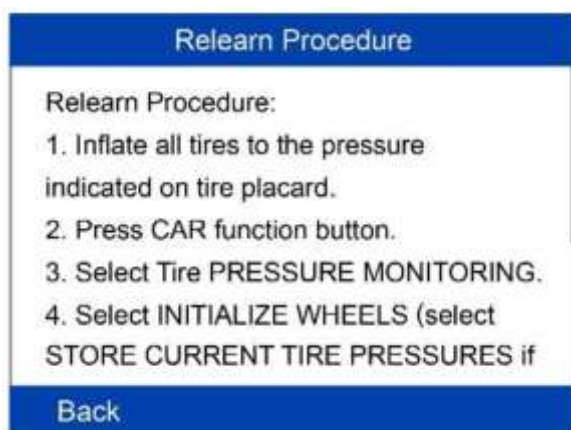 Relearn Procedure
Relearn Procedure:
1. Inflate all tires to the pressure
indicated on tire placard.
2. Press CAR function button.
3. Select Tire PRESSURE MONITORING.
4. Select INITIALIZE WHEELS (select
STORE CURRENT TIRE PRESSURES if
Back